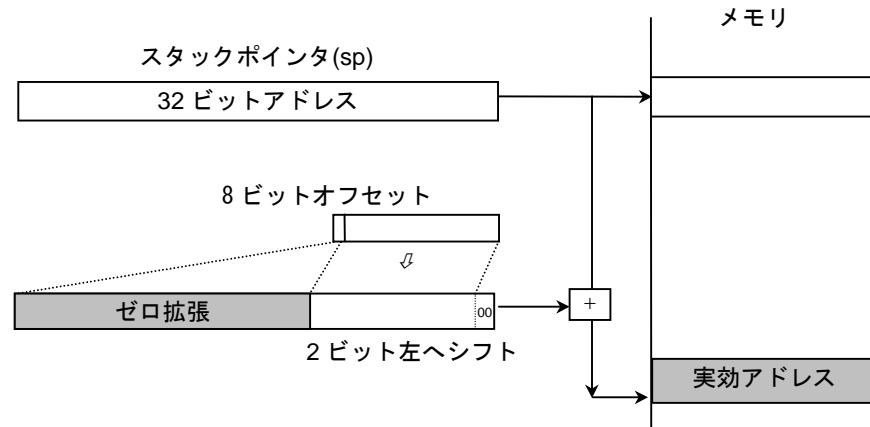 メモリ
スタックポインタ(sp)
32 ビットアドレス
8 ビットオフセット
ゼロ拡張
00
+
2 ビット左へシフト
実効アドレス